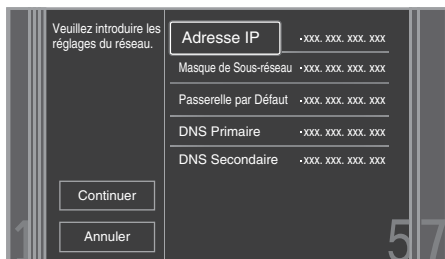 Veuillez introduire les
réglages du réseau.
Adresse IP •xxx. xxx. xxx. xxx
Masque de Sous-réseau •xxx. xxx. xxx. xxx
Passerelle par Défaut •xxx. xxx. xxx. xxx
DNS Primaire •xxx. xxx. xxx. xxx
DNS Secondaire •xxx. xxx. xxx. xxx
Continuer
Annuler
1
57